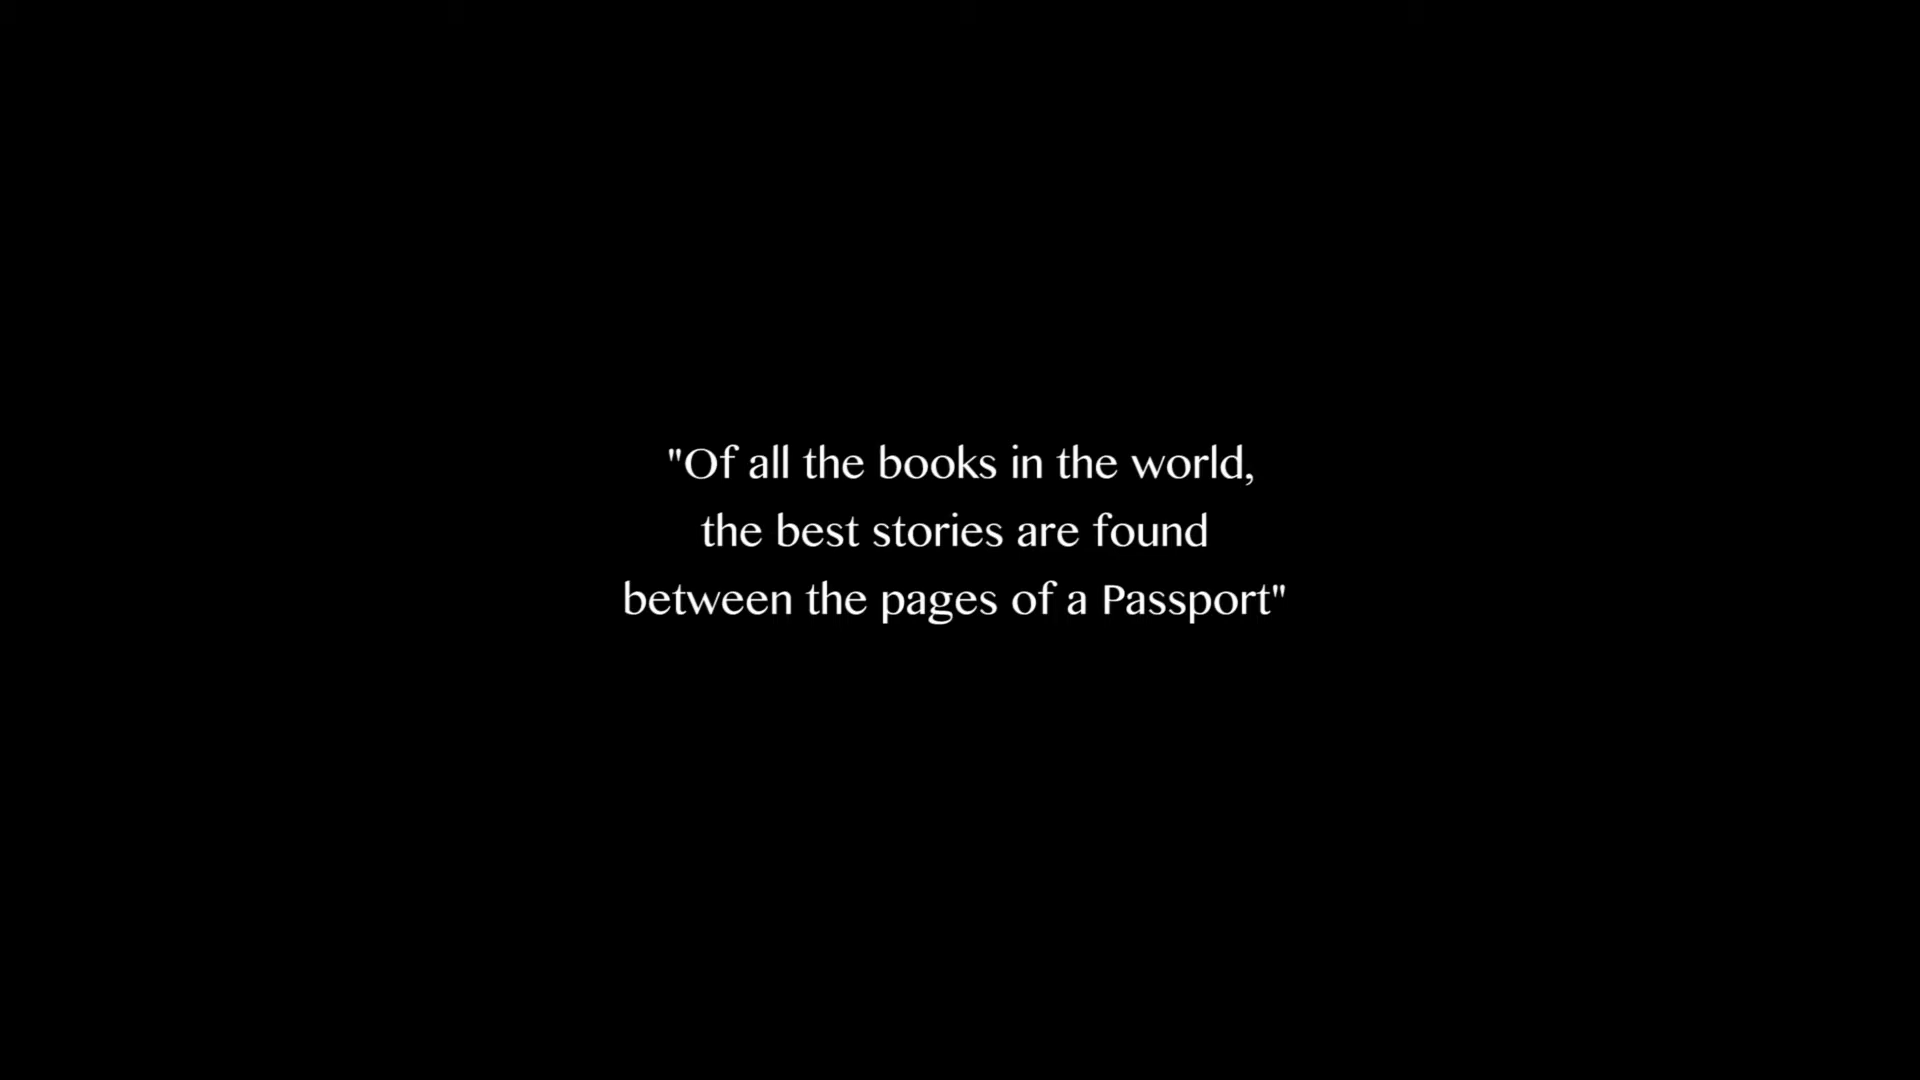 "Of all the books in the world,
the best stories are found
between the pages of a Passport"